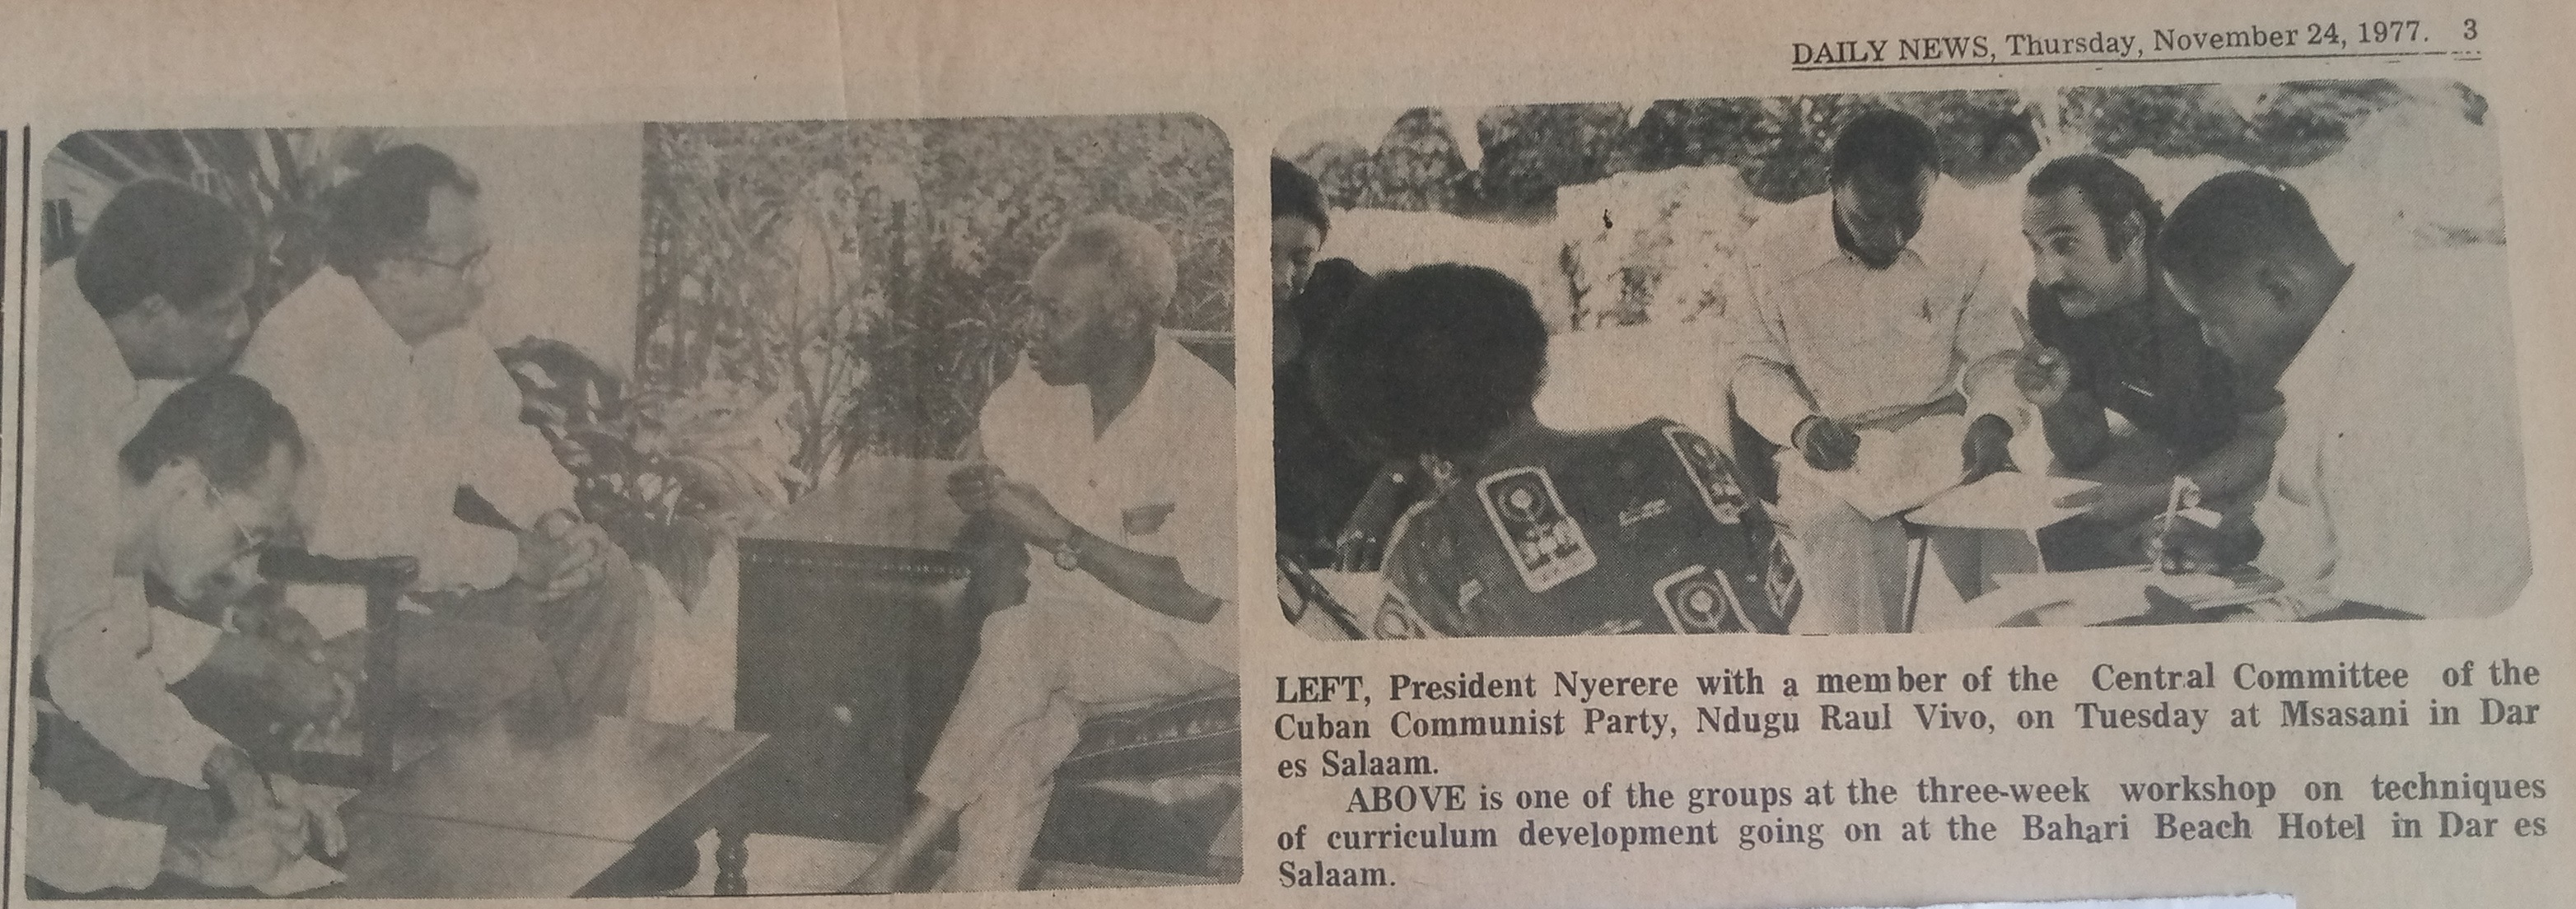 DAILY NEWS, Thursday, November 24, 1977. 3
LEFT, President Nyerere with a member of the Central Committee of the
Cuban Communist Party, Ndugu Raul Vivo, on Tuesday at Msasani in Dar
es Salaam.
ABOVE is one of the groups at the three-week workshop on techniques
of curriculum development going on at the Bahari Beach Hotel in Dar es
Salaam.